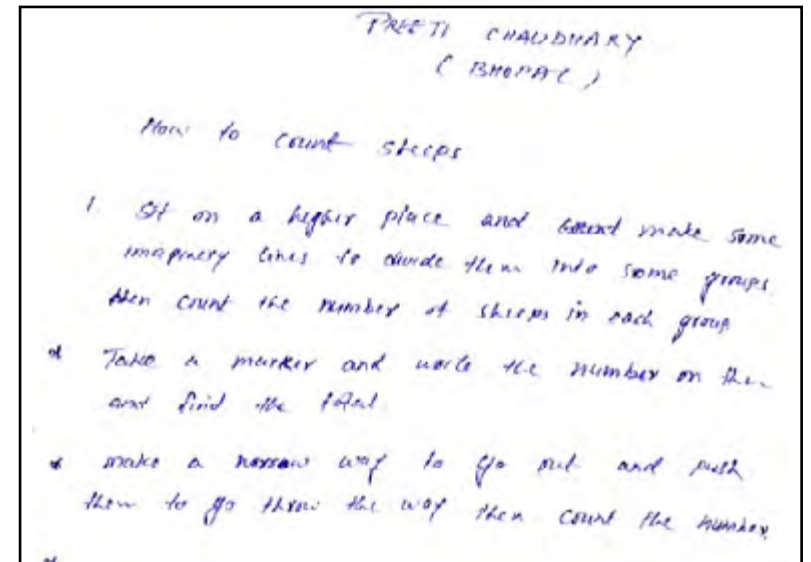 PREETI CHAUDHARY
(BHOPAL)
How to count sheeps
1. Sit on a higher place and make some
imaginery lines to divide them into some groups.
then count the number of sheeps in each group
* Take a marker and write the number on them
and find the total.
* make a norrow way to go out and push
them to go throw the way then count the number.
*